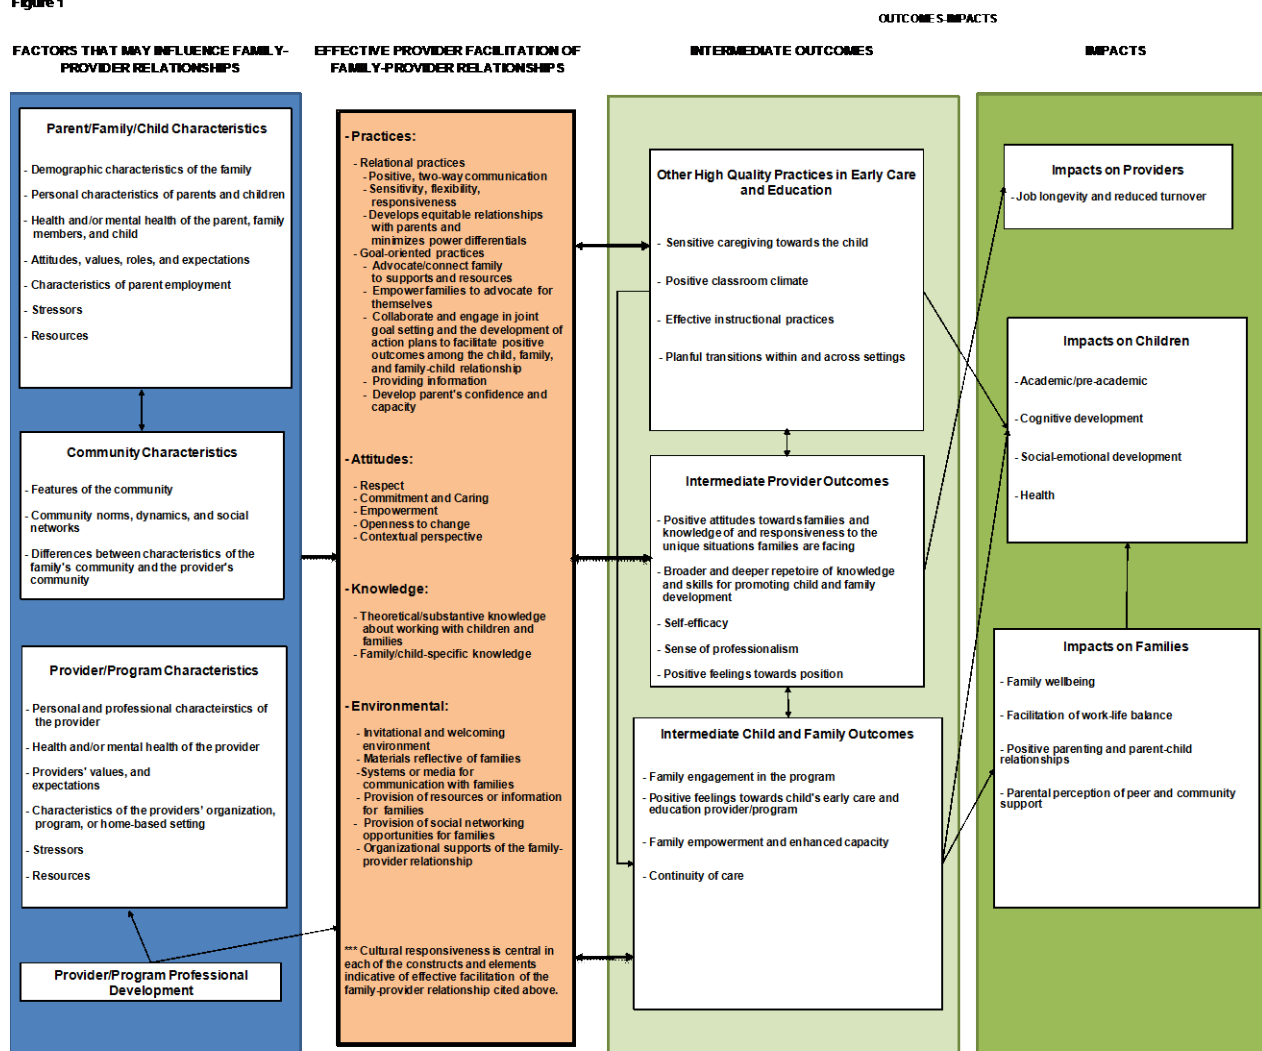 Figure 1
OUTCOMES-IMPACTS
FACTORS THAT MAY INFLUENCE FAMILY-
PROVIDER RELATIONSHIPS
EFFECTIVE PROVIDER FACILITATION OF
FAMILY-PROVIDER RELATIONSHIPS
INTERMEDIATE OUTCOMES
IMPACTS
Parent/Family/Child Characteristics
- Demographic characteristics of the family
- Personal characteristics of parents and children
- Health and/or mental health of the parent, family
members, and child
- Attitudes, values, roles, and expectations
- Characteristics of parent employment
- Stressors
- Resources
Community Characteristics
- Features of the community
- Community norms, dynamics, and social
networks
- Differences between characteristics of the
family's community and the provider's
community
Provider/Program Characteristics
- Personal and professional characteirstics of
the provider
- Health and/or mental health of the provider
- Providers' values, and
expectations
- Characteristics of the providers' organization,
program, or home-based setting
- Stressors
- Resources
Provider/Program Professional
Development
- Practices:
- Relational practices
- Positive, two-way communication
- Sensitivity, flexibility,
responsiveness
- Develops equitable relationships
with parents and
minimizes power differentials
- Goal-oriented practices
- Advocate/connect family
to supports and resources
- Empower families to advocate for
themselves
- Collaborate and engage in joint
goal setting and the development of
action plans to facilitate positive
outcomes among the child, family,
and family-child relationship
- Providing information
- Develop parent's confidence and
capacity
- Attitudes:
- Respect
- Commitment and Caring
- Empowerment
- Openness to change
- Contextual perspective
- Knowledge:
- Theoretical/substantive knowledge
about working with children and
families
- Family/child-specific knowledge
- Environmental:
- Invitational and welcoming
environment
- Materials reflective of families
-Systems or media for
communication with families
- Provision of resources or information
for families
- Provision of social networking
opportunities for families
- Organizational supports of the family-
provider relationship
*** Cultural responsiveness is central in
each of the constructs and elements
indicative of effective facilitation of the
family-provider relationship cited above.
Other High Quality Practices in Early Care
and Education
- Sensitive caregiving towards the child
- Positive classroom climate
- Effective instructional practices
- Planful transitions within and across settings
Intermediate Provider Outcomes
- Positive attitudes towards families and
knowledge of and responsiveness to the
unique situations families are facing
- Broader and deeper repetoire of knowledge
and skills for promoting child and family
development
- Self-efficacy
- Sense of professionalism
- Positive feelings towards position
Intermediate Child and Family Outcomes
- Family engagement in the program
- Positive feelings towards child's early care and
education provider/program
- Family empowerment and enhanced capacity
- Continuity of care
Impacts on Providers
- Job longevity and reduced turnover
Impacts on Children
- Academic/pre-academic
- Cognitive development
- Social-emotional development
- Health
Impacts on Families
- Family wellbeing
- Facilitation of work-life balance
- Positive parenting and parent-child
relationships
- Parental perception of peer and community
support